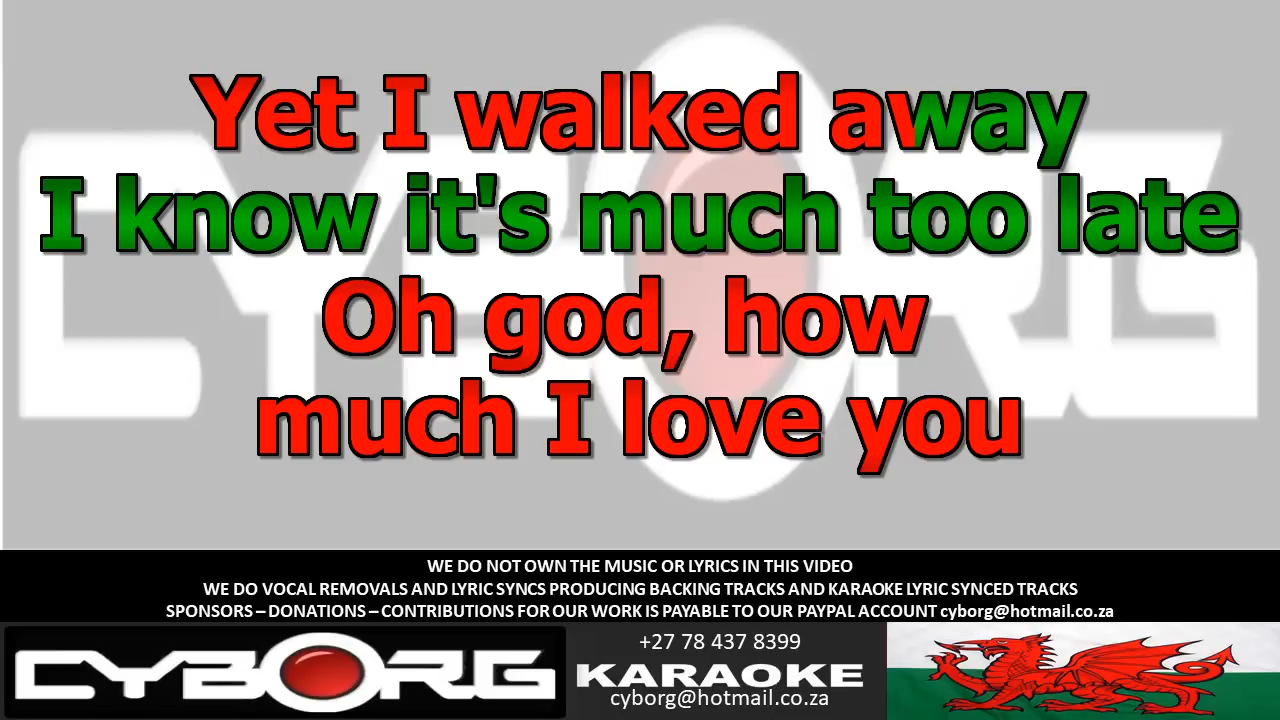 Yet I walked away
I know it's much too late
Oh god, how
much I love you
WE DO NOT OWN THE MUSIC OR LYRICS IN THIS VIDEO
WE DO VOCAL REMOVALS AND LYRIC SYNCS PRODUCING BACKING TRACKS AND KARAOKE LYRIC SYNCED TRACKS
SPONSORS – DONATIONS – CONTRIBUTIONS FOR OUR WORK IS PAYABLE TO OUR PAYPAL ACCOUNT cyborg@hotmail.co.za
CYBORG
+27 78 437 8399
KARAOKE
cyborg@hotmail.co.za
CYBORG